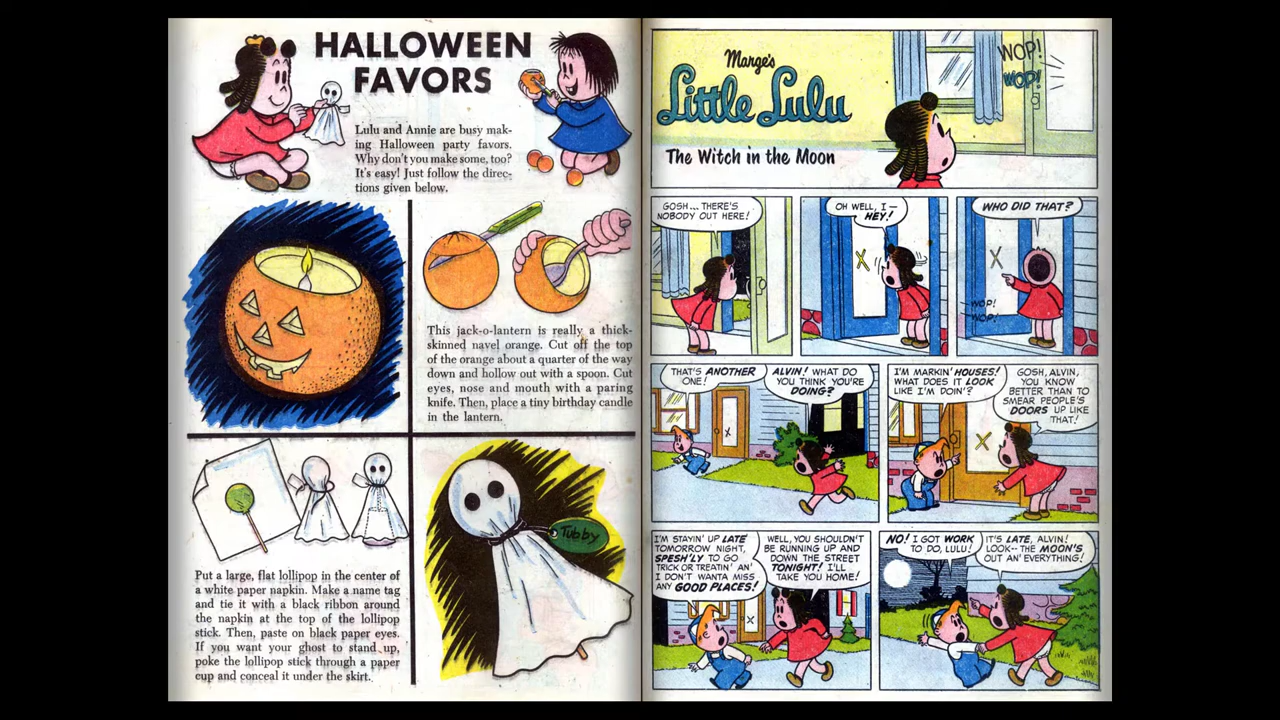 HALLOWEEN
FAVORS
Lulu and Annie are busy mak-
ing Halloween party favors.
Why don't you make some, too?
It's easy! Just follow the direc-
tions given below.
This jack-o-lantern is really a thick-
skinned navel orange. Cut off the top
of the orange about a quarter of the way
down and hollow out with a spoon. Cut
eyes, nose and mouth with a paring
knife. Then, place a tiny birthday candle
in the lantern.
Put a large, flat lollipop in the center of
a white paper napkin. Make a name tag
and tie it with a black ribbon around
the napkin at the top of the lollipop
stick. Then, paste on black paper eyes.
If you want your ghost to stand up,
poke the lollipop stick through a paper
cup and conceal it under the skirt.
Tubby
Marge's
Little Lulu
The Witch in the Moon
WOP!
WOP!
GOSH... THERE'S
NOBODY OUT HERE!
OH WELL, I—
HEY!
X
WHO DID THAT?
X
WOP!
WOP!
THAT'S ANOTHER
ONE!
ALVIN! WHAT DO
YOU THINK YOU'RE
DOING?
X
I'M MARKIN' HOUSES!
WHAT DOES IT LOOK
LIKE I'M DOIN'?
GOSH, ALVIN,
YOU KNOW
BETTER THAN TO
SMEAR PEOPLE'S
DOORS UP LIKE
THAT!
X
I'M STAYIN' UP LATE
TOMORROW NIGHT,
SPESH'LY TO GO
TRICK OR TREATIN' AN'
I DON'T WANTA MISS
ANY GOOD PLACES!
WELL, YOU SHOULDN'T
BE RUNNING UP AND
DOWN THE STREET
TONIGHT! I'LL
TAKE YOU HOME!
X
NO! I GOT WORK
TO DO, LULU!
IT'S LATE, ALVIN!
LOOK-- THE MOON'S
OUT AN' EVERYTHING!